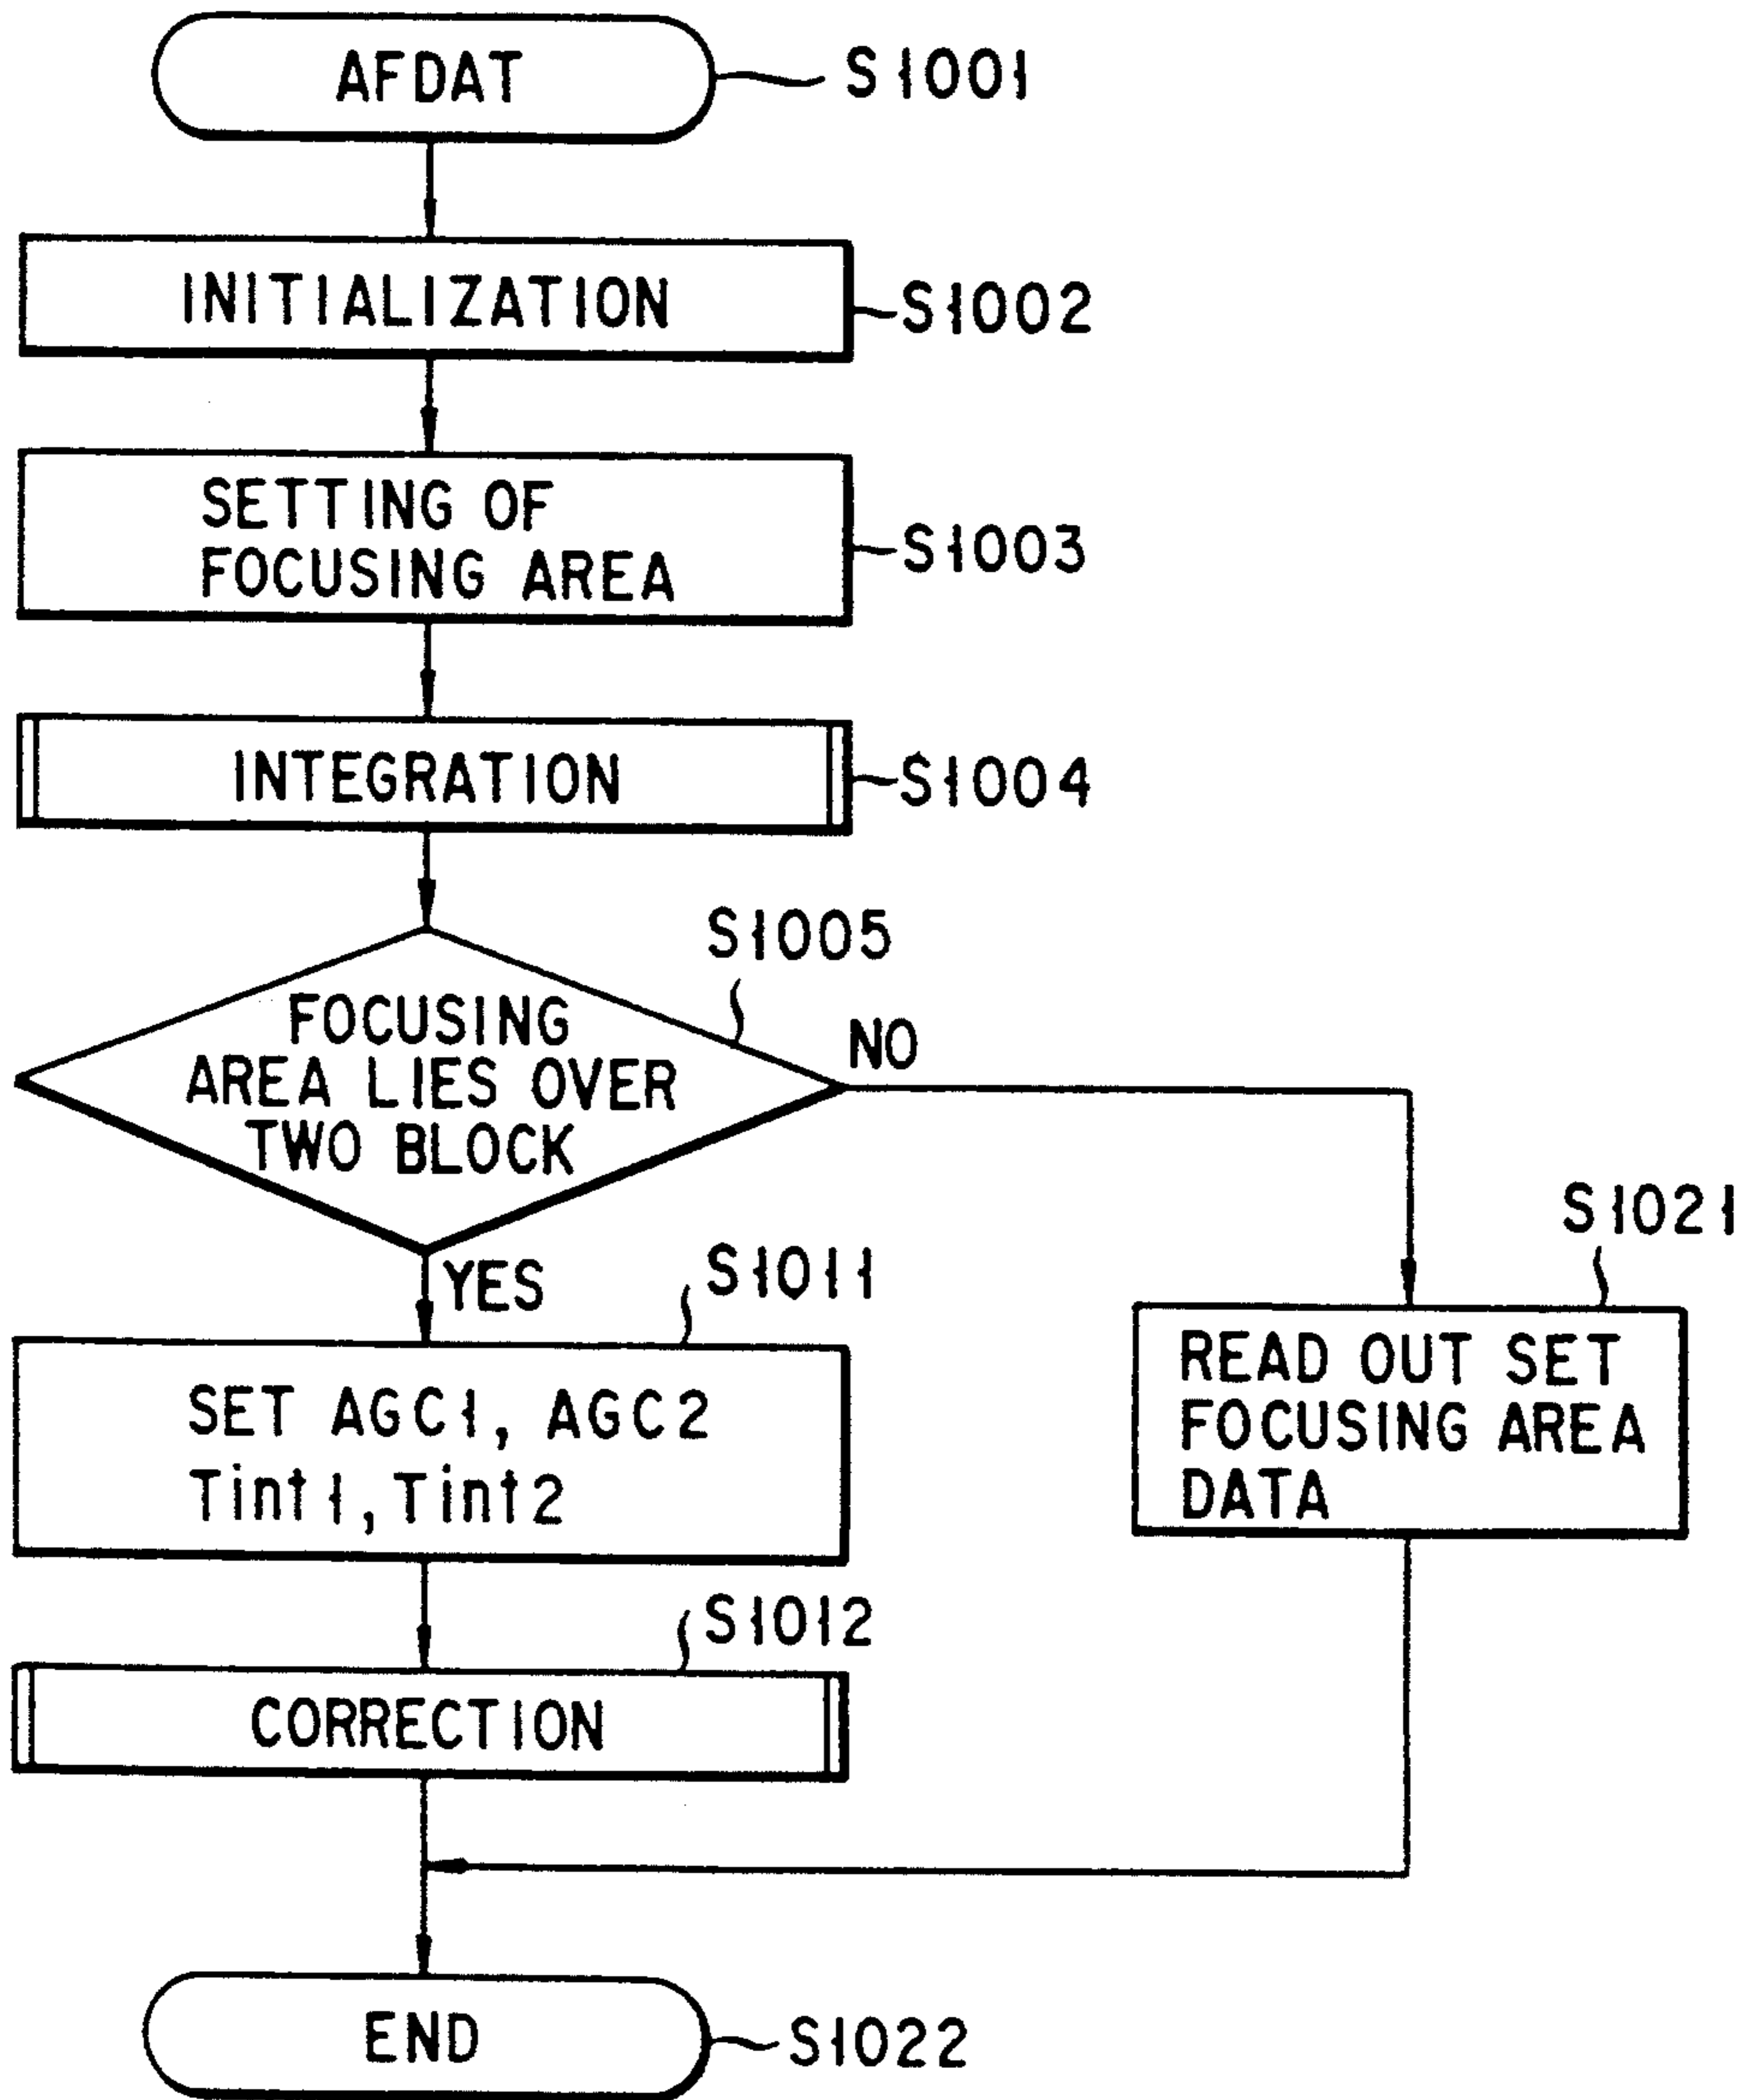 AFDAT
S1001
INITIALIZATION
S1002
SETTING OF
FOCUSING AREA
S1003
INTEGRATION
S1004
S1005
FOCUSING
AREA LIES OVER
TWO BLOCK
NO
YES
S1011
SET AGC1, AGC2
Tint1, Tint2
S1021
READ OUT SET
FOCUSING AREA
DATA
S1012
CORRECTION
END
S1022